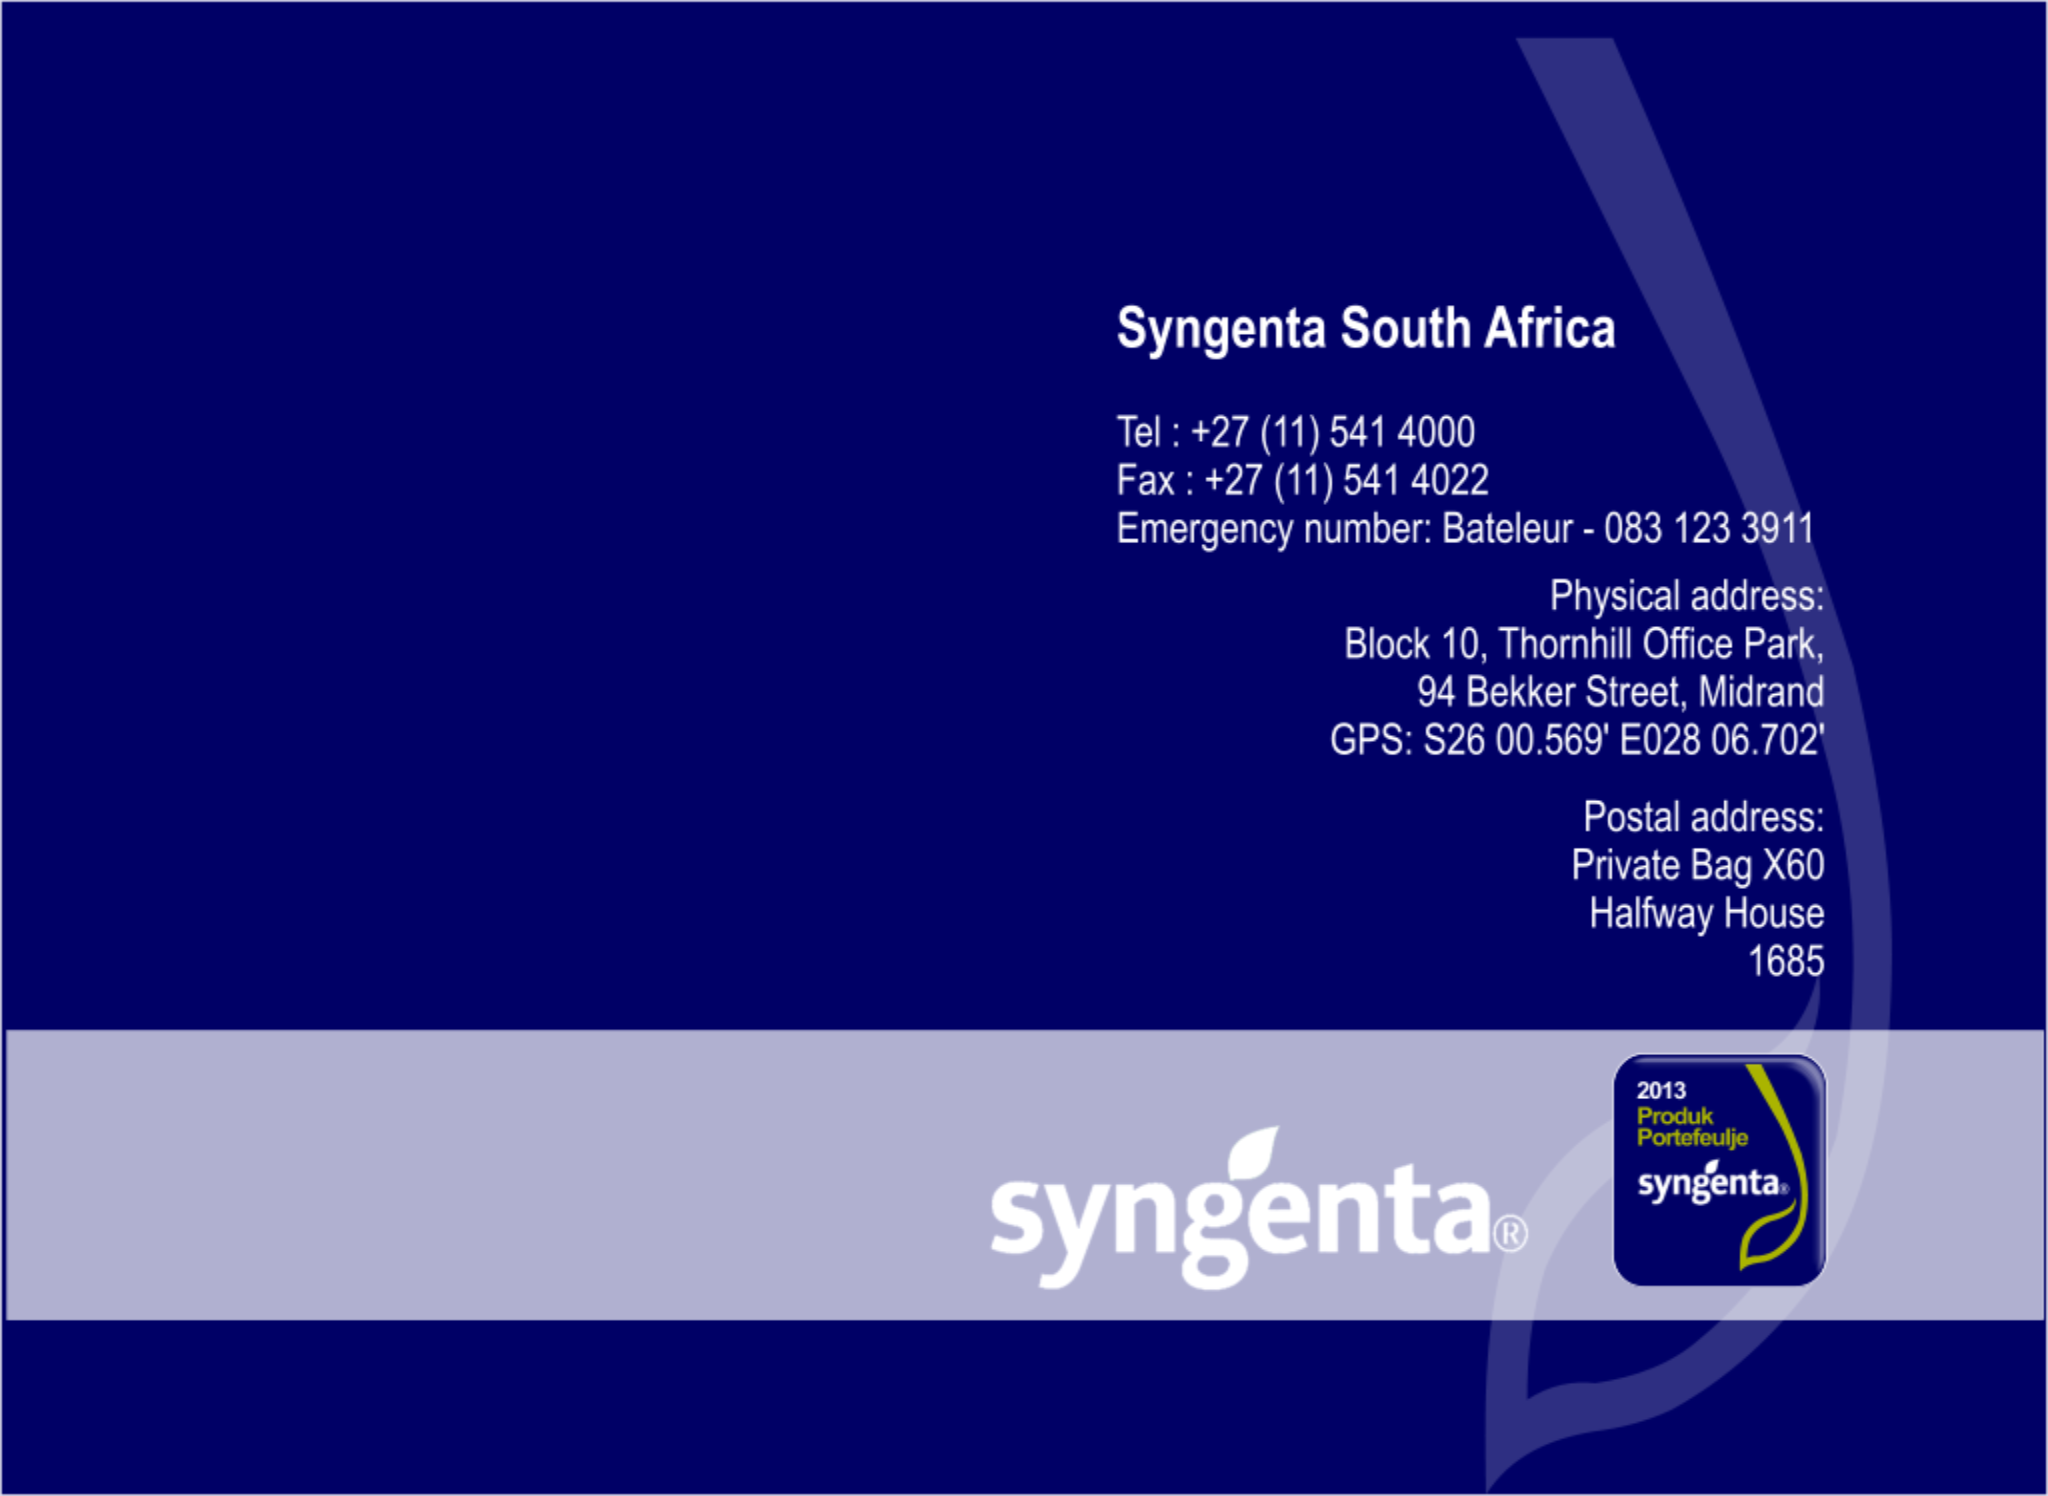 Syngenta South Africa
Tel : +27 (11) 541 4000
Fax : +27 (11) 541 4022
Emergency number: Bateleur - 083 123 3911
Physical address:
Block 10, Thornhill Office Park,
94 Bekker Street, Midrand
GPS: S26 00.569' E028 06.702'
Postal address:
Private Bag X60
Halfway House
1685
syngenta®
2013
Produk
Portefeulje
syngenta®